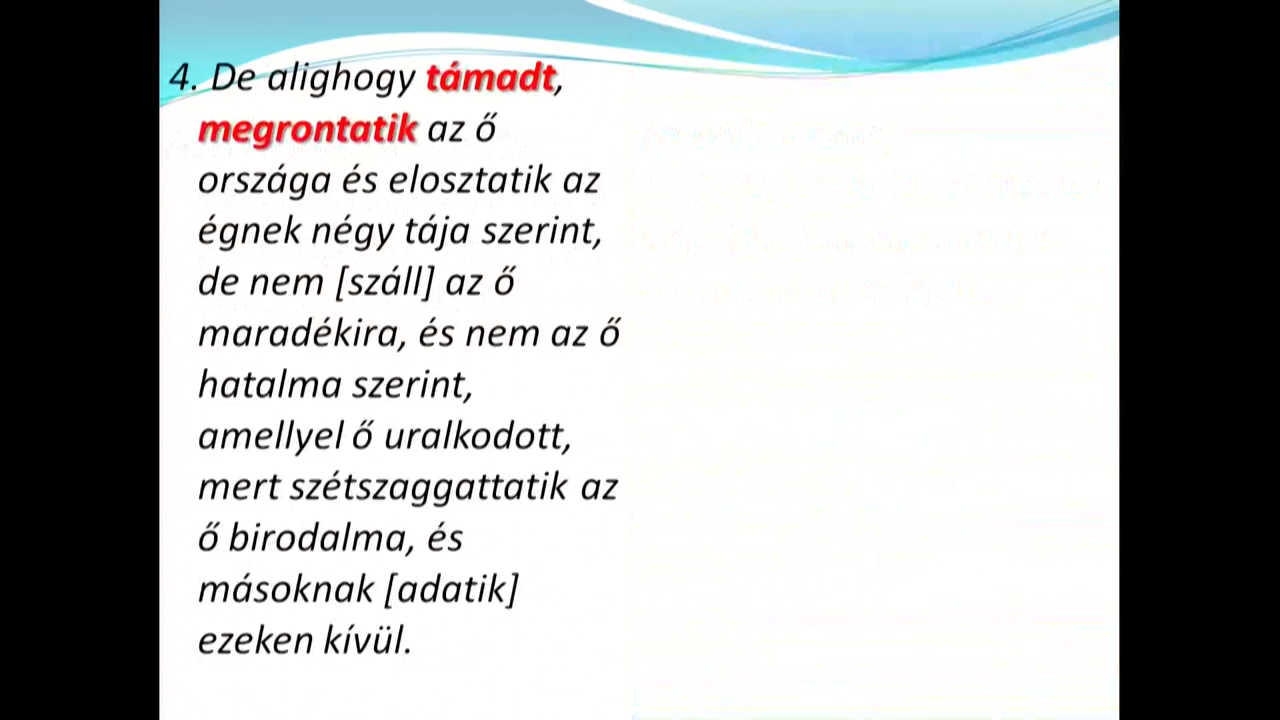 4. De alighogy támadt,
megrontatik az ő
országa és elosztatik az
égnek négy tája szerint,
de nem [száll] az ő
maradékira, és nem az ő
hatalma szerint,
amellyel ő uralkodott,
mert szétszaggattatik az
ő birodalma, és
másoknak [adatik]
ezeken kívül.